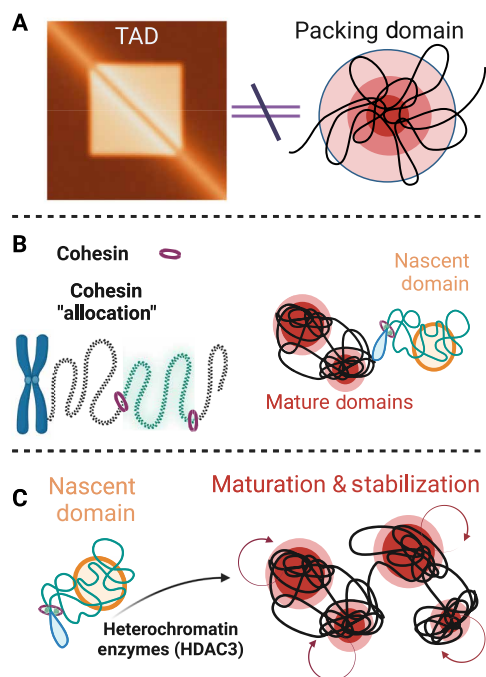 A
TAD
Packing domain
B
Cohesin
Cohesin
"allocation"
Nascent
domain
Mature domains
C
Nascent
domain
Maturation & stabilization
Heterochromatin
enzymes (HDAC3)